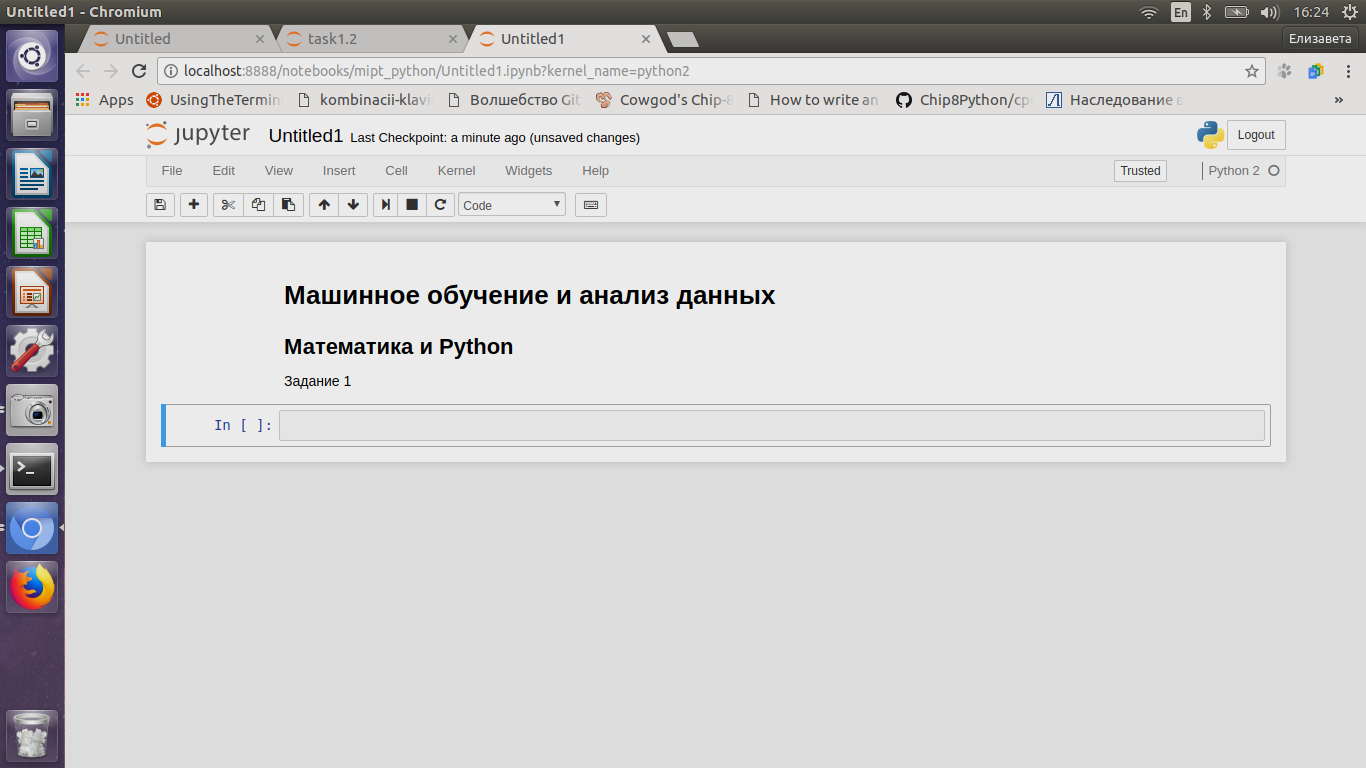 Untitled1 - Chromium
En
16:24
Untitled
task1.2
Untitled1
Елизавета
localhost:8888/notebooks/mipt_python/Untitled1.ipynb?kernel_name=python2
Apps
UsingTheTermin
kombinacii-klavi
Волшебство Git
Cowgod's Chip-8
How to write an
Chip8Python/cp
Наследование в
»
jupyter
Untitled1 Last Checkpoint: a minute ago (unsaved changes)
Logout
File Edit View Insert Cell Kernel Widgets Help
Trusted
Python 2
Code
Машинное обучение и анализ данных
Математика и Python
Задание 1
In [ ]: